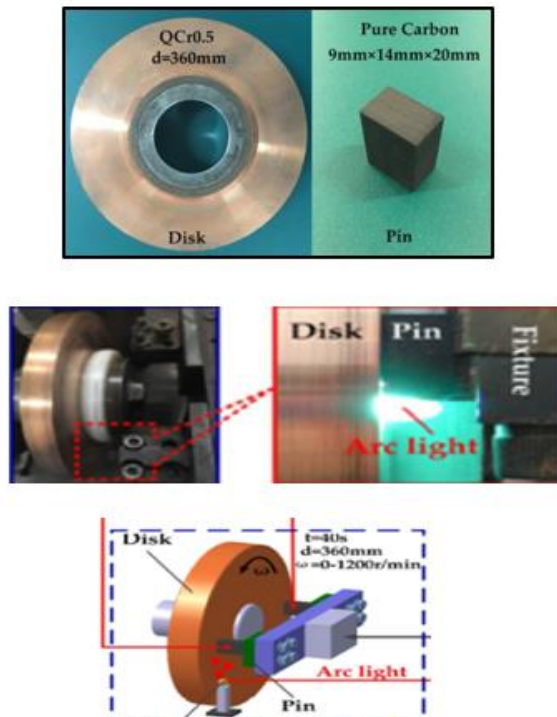 QCr0.5
d=360mm
Disk
Pure Carbon
9mm×14mm×20mm
Pin
Disk
Pin
Fixture
Arc light
Disk
ω
t=40s
d=360mm
ω=0-1200r/min
Arc light
Pin